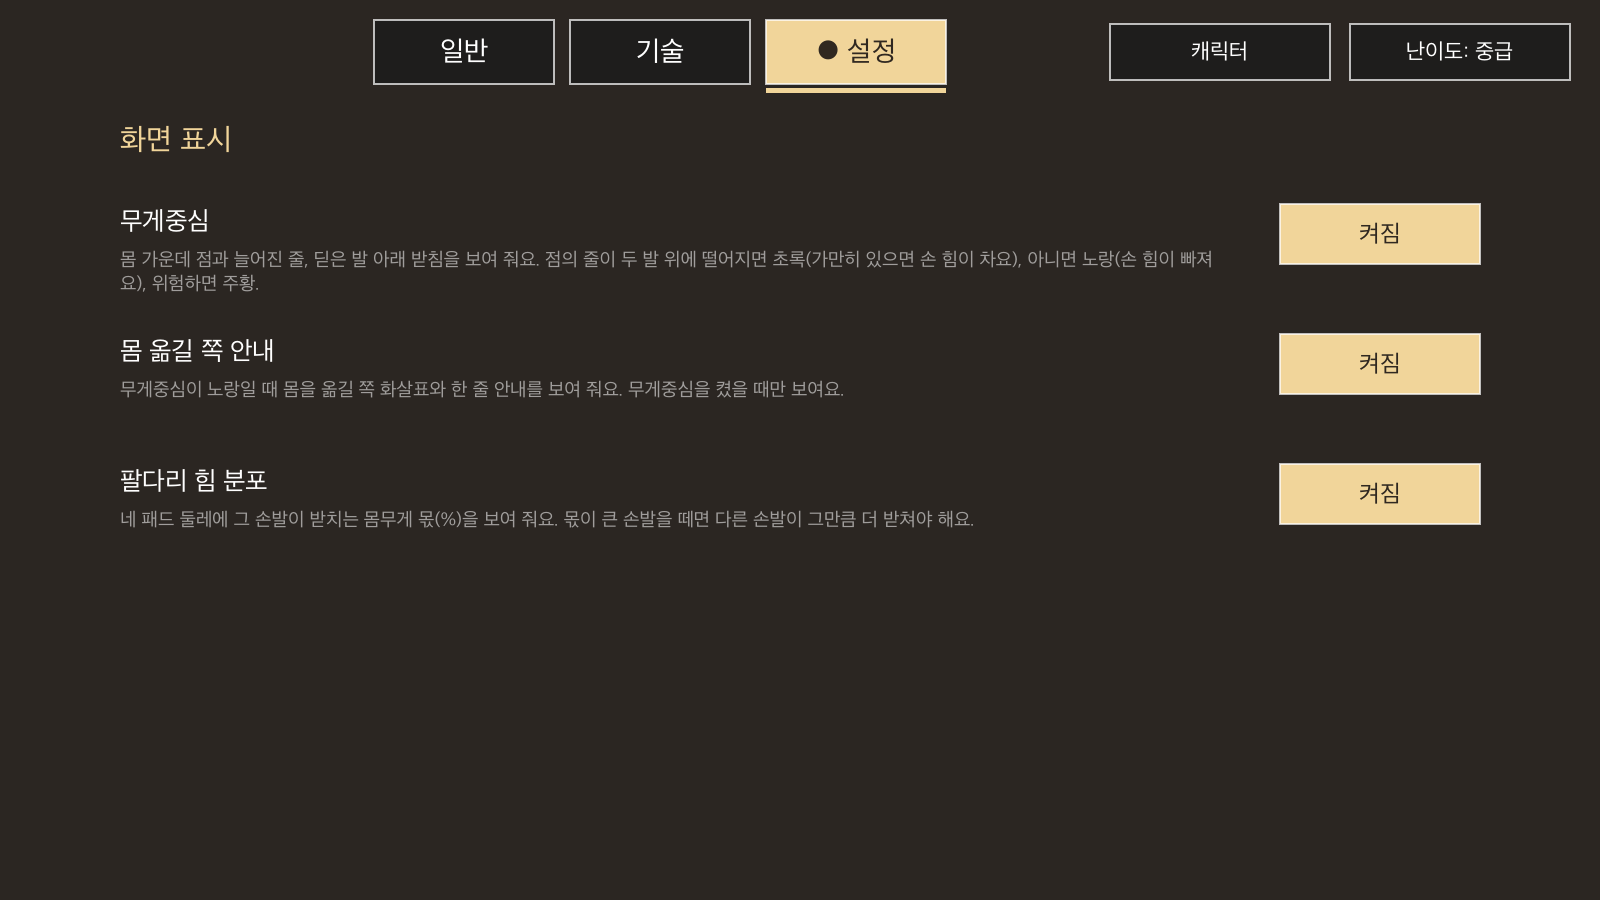 일반
기술
● 설정
캐릭터
난이도: 중급
화면 표시
무게중심
켜짐
몸 가운데 점과 늘어진 줄, 딛은 발 아래 받침을 보여 줘요. 점의 줄이 두 발 위에 떨어지면 초록(가만히 있으면 손 힘이 차요), 아니면 노랑(손 힘이 빠져
요), 위험하면 주황.
몸 옮길 쪽 안내
켜짐
무게중심이 노랑일 때 몸을 옮길 쪽 화살표와 한 줄 안내를 보여 줘요. 무게중심을 켰을 때만 보여요.
팔다리 힘 분포
켜짐
네 패드 둘레에 그 손발이 받치는 몸무게 몫(%)을 보여 줘요. 몫이 큰 손발을 떼면 다른 손발이 그만큼 더 받쳐야 해요.